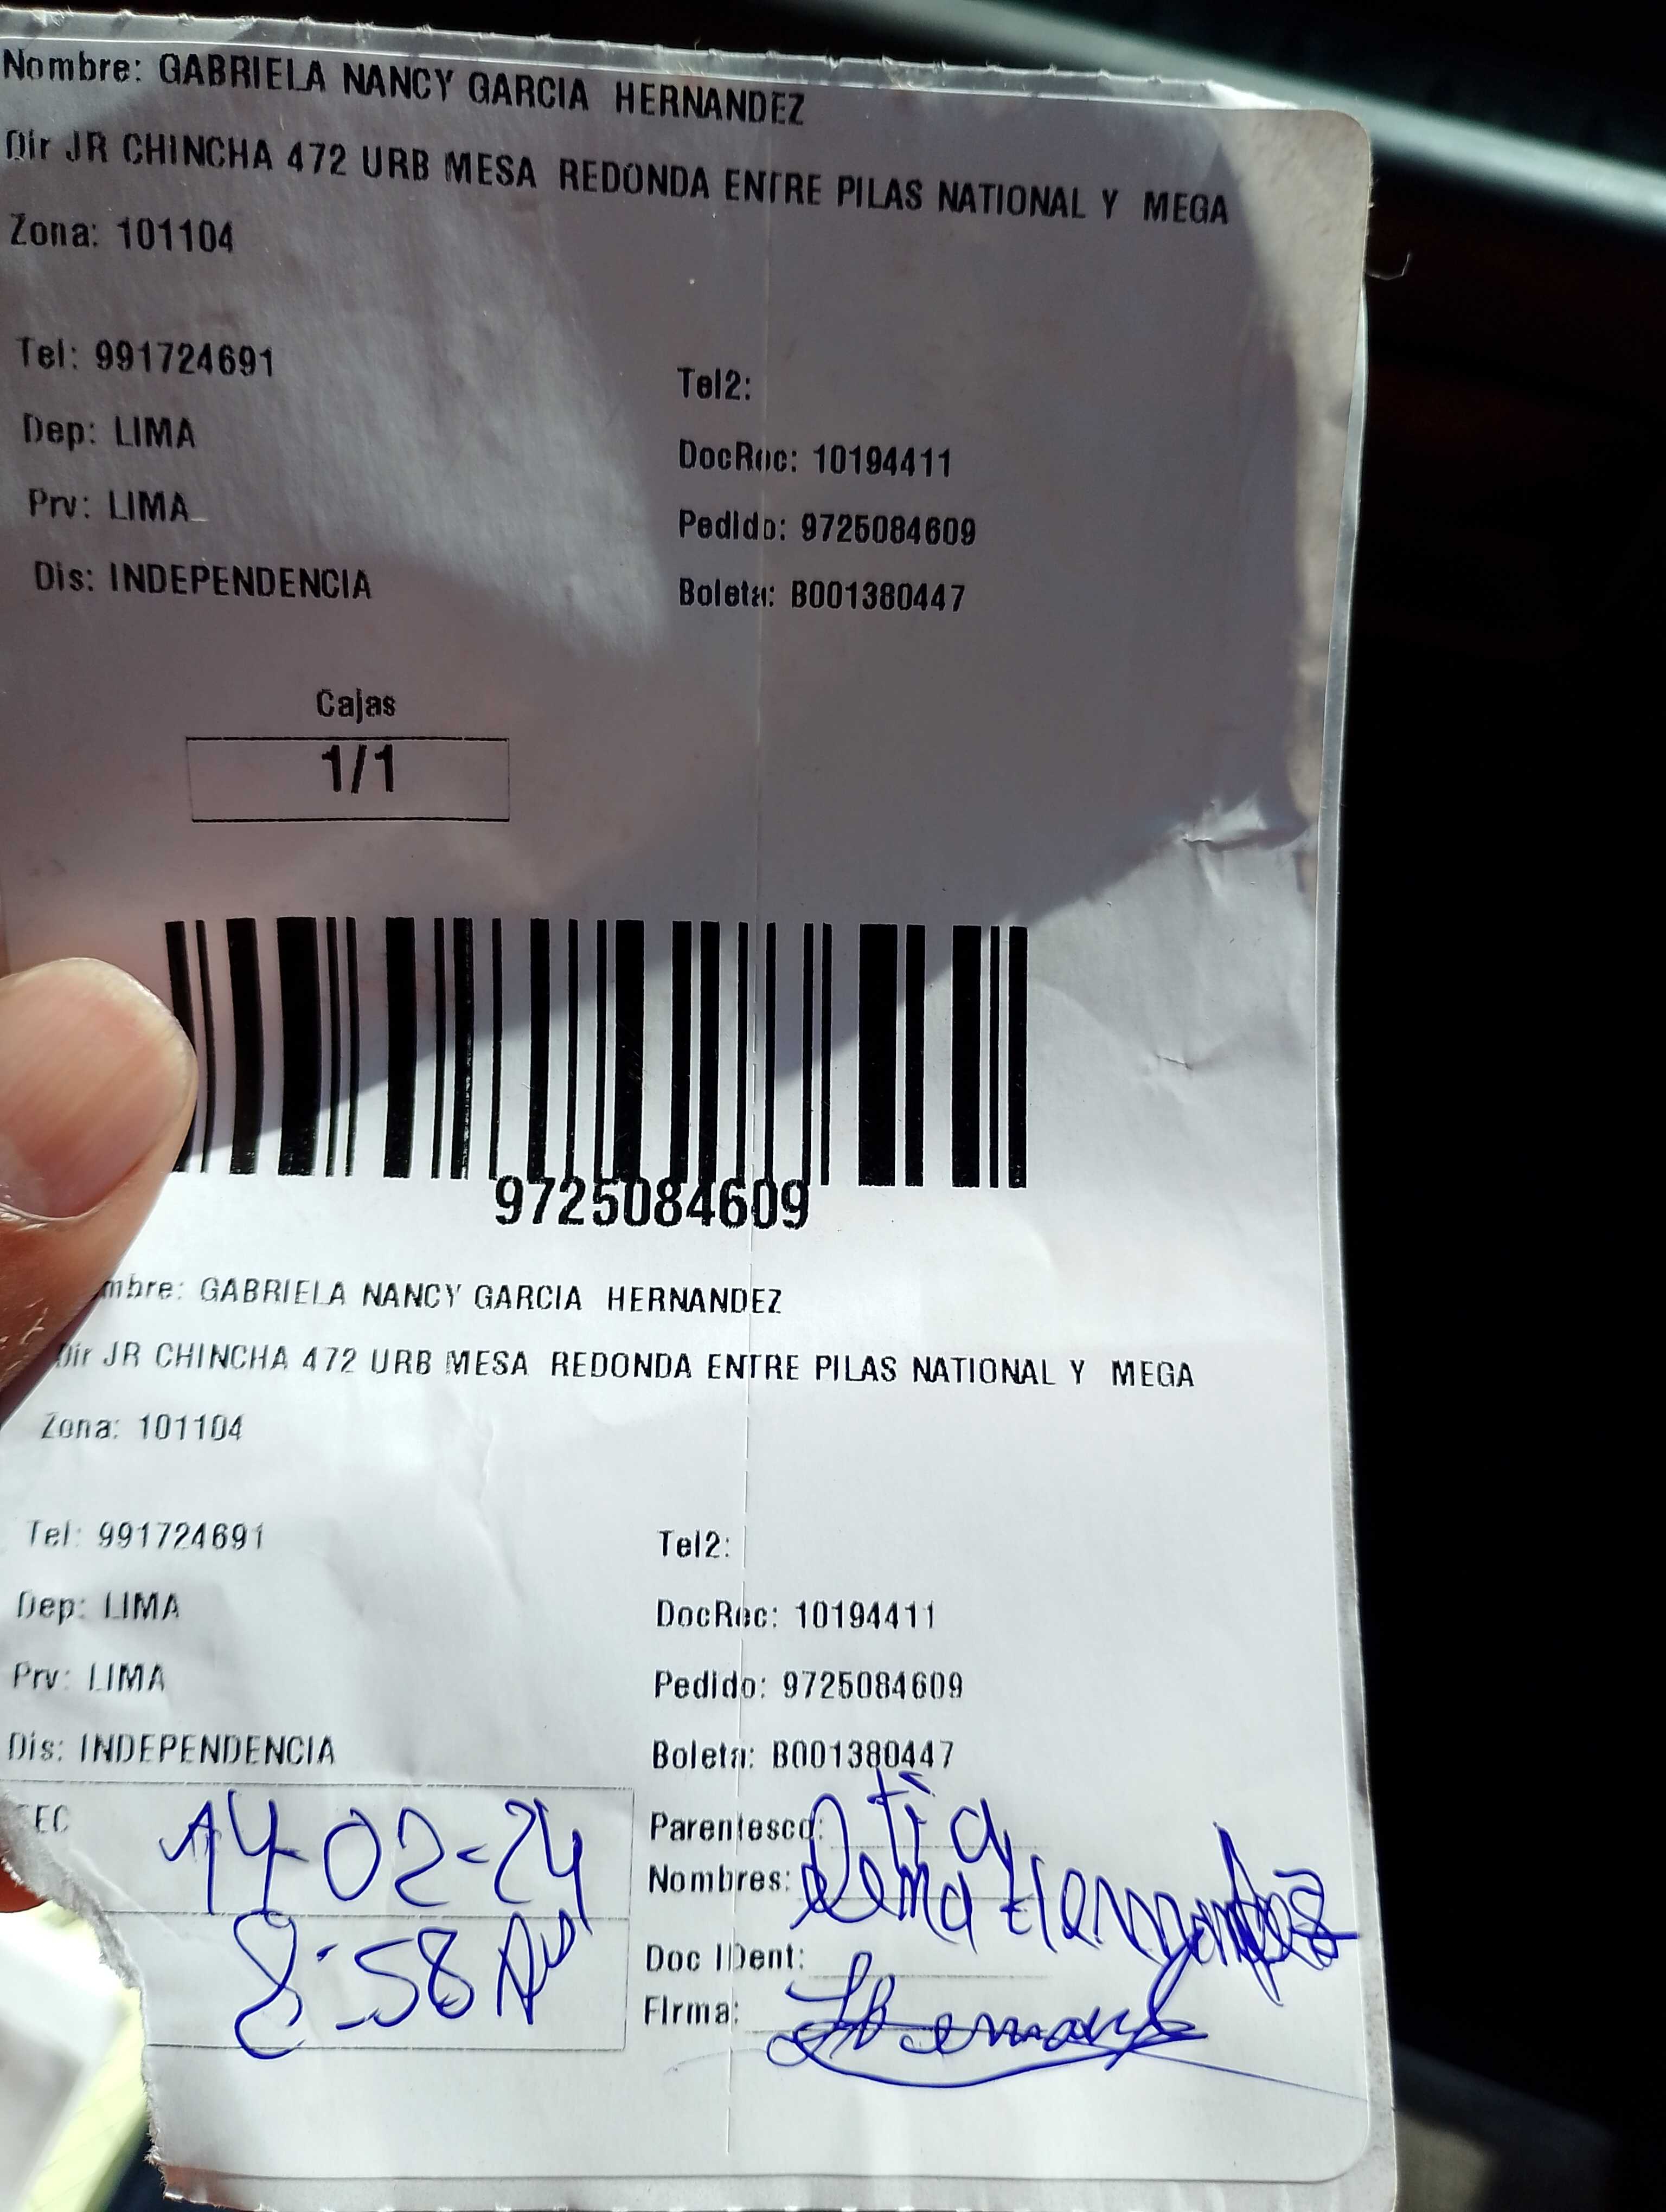 Nombre: GABRIELA NANCY GARCIA HERNANDEZ
Dir JR CHINCHA 472 URB MESA REDONDA ENTRE PILAS NATIONAL Y MEGA
Zona: 101104
Tel: 991724691
Tel2:
Dep: LIMA
DocRec: 10194411
Prv: LIMA
Pedido: 9725084609
Dis: INDEPENDENCIA
Boleta: B001380447
Cajas
1/1
9725084609
mbre: GABRIELA NANCY GARCIA HERNANDEZ
Dir JR CHINCHA 472 URB MESA REDONDA ENTRE PILAS NATIONAL Y MEGA
Zona: 101104
Tel: 991724691
Tel2:
Dep: LIMA
DocRec: 10194411
Prv: LIMA
Pedido: 9725084609
Dis: INDEPENDENCIA
Boleta: B001380447
EC 14-02-24
Parentesco: tia
Nombres: Hernandez
8:58 AM
Doc IDent:
Firma: